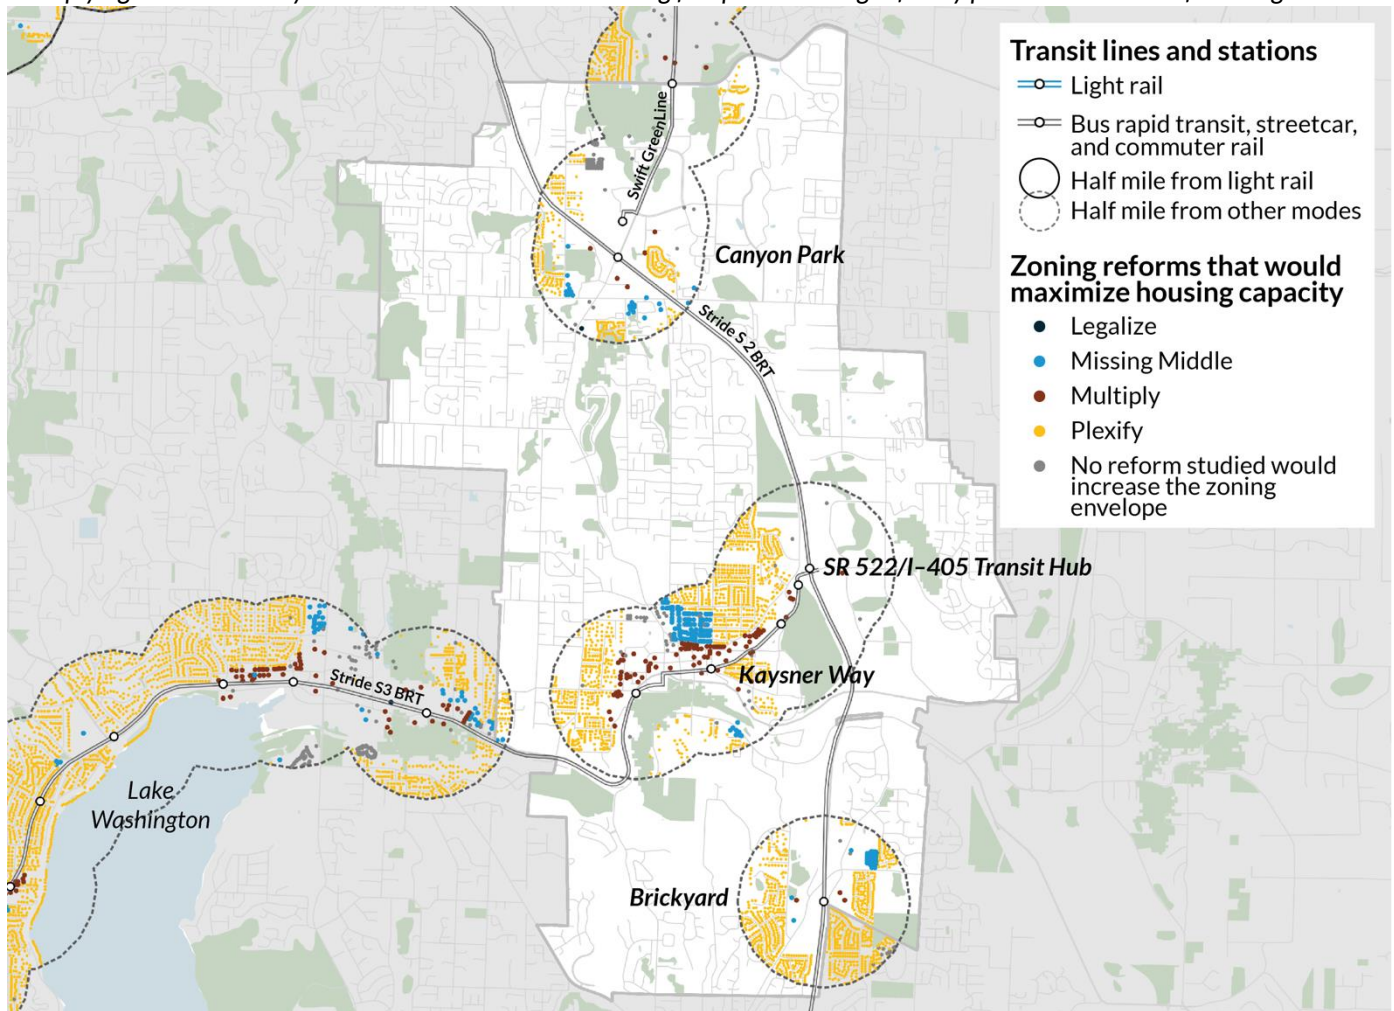 Transit lines and stations
Light rail
Bus rapid transit, streetcar,
and commuter rail
Half mile from light rail
Half mile from other modes
Zoning reforms that would
maximize housing capacity
Legalize
Missing Middle
Multiply
Plexify
No reform studied would
increase the zoning
envelope
Swift Green Line
Canyon Park
Stride S 2 BRT
SR 522/I-405 Transit Hub
Stride S3 BRT
Kaysner Way
Lake
Washington
Brickyard